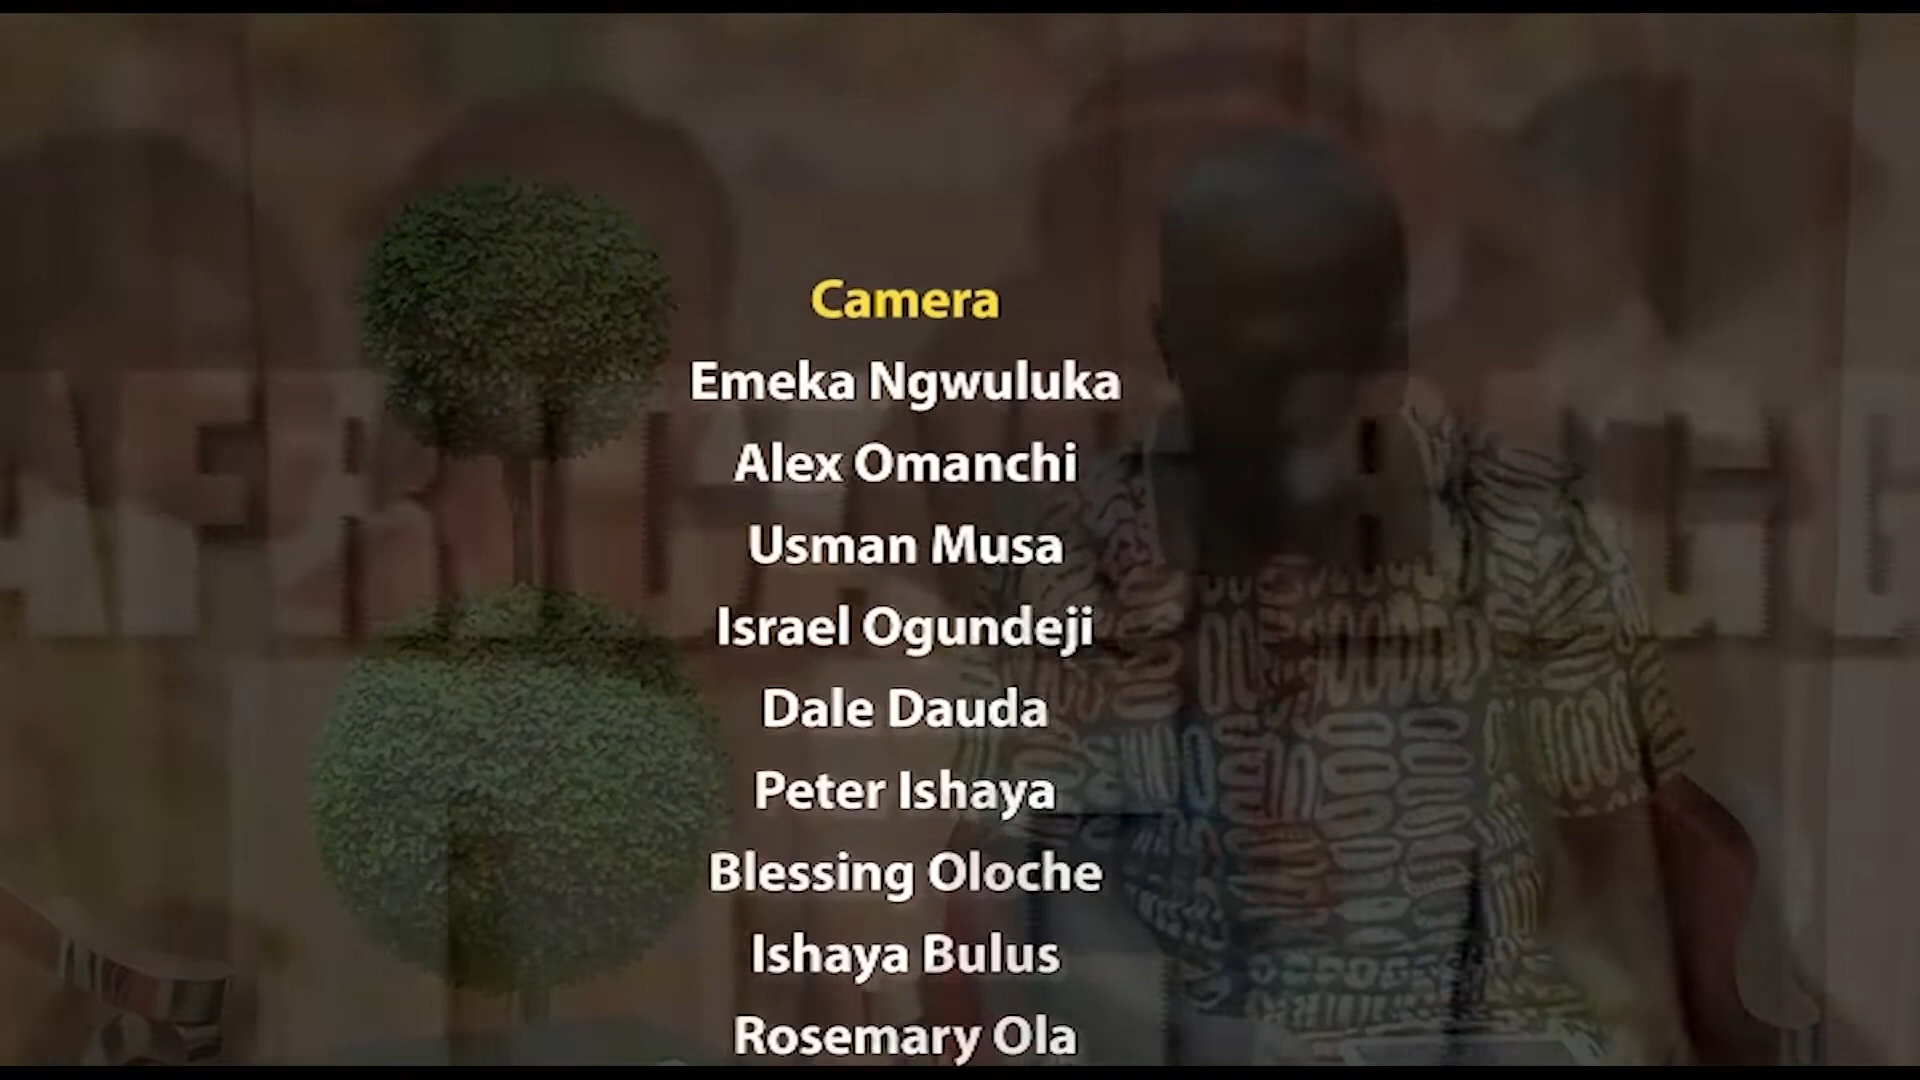 Camera
Emeka Ngwuluka
Alex Omanchi
Usman Musa
Israel Ogundeji
Dale Dauda
Peter Ishaya
Blessing Oloche
Ishaya Bulus
Rosemary Ola